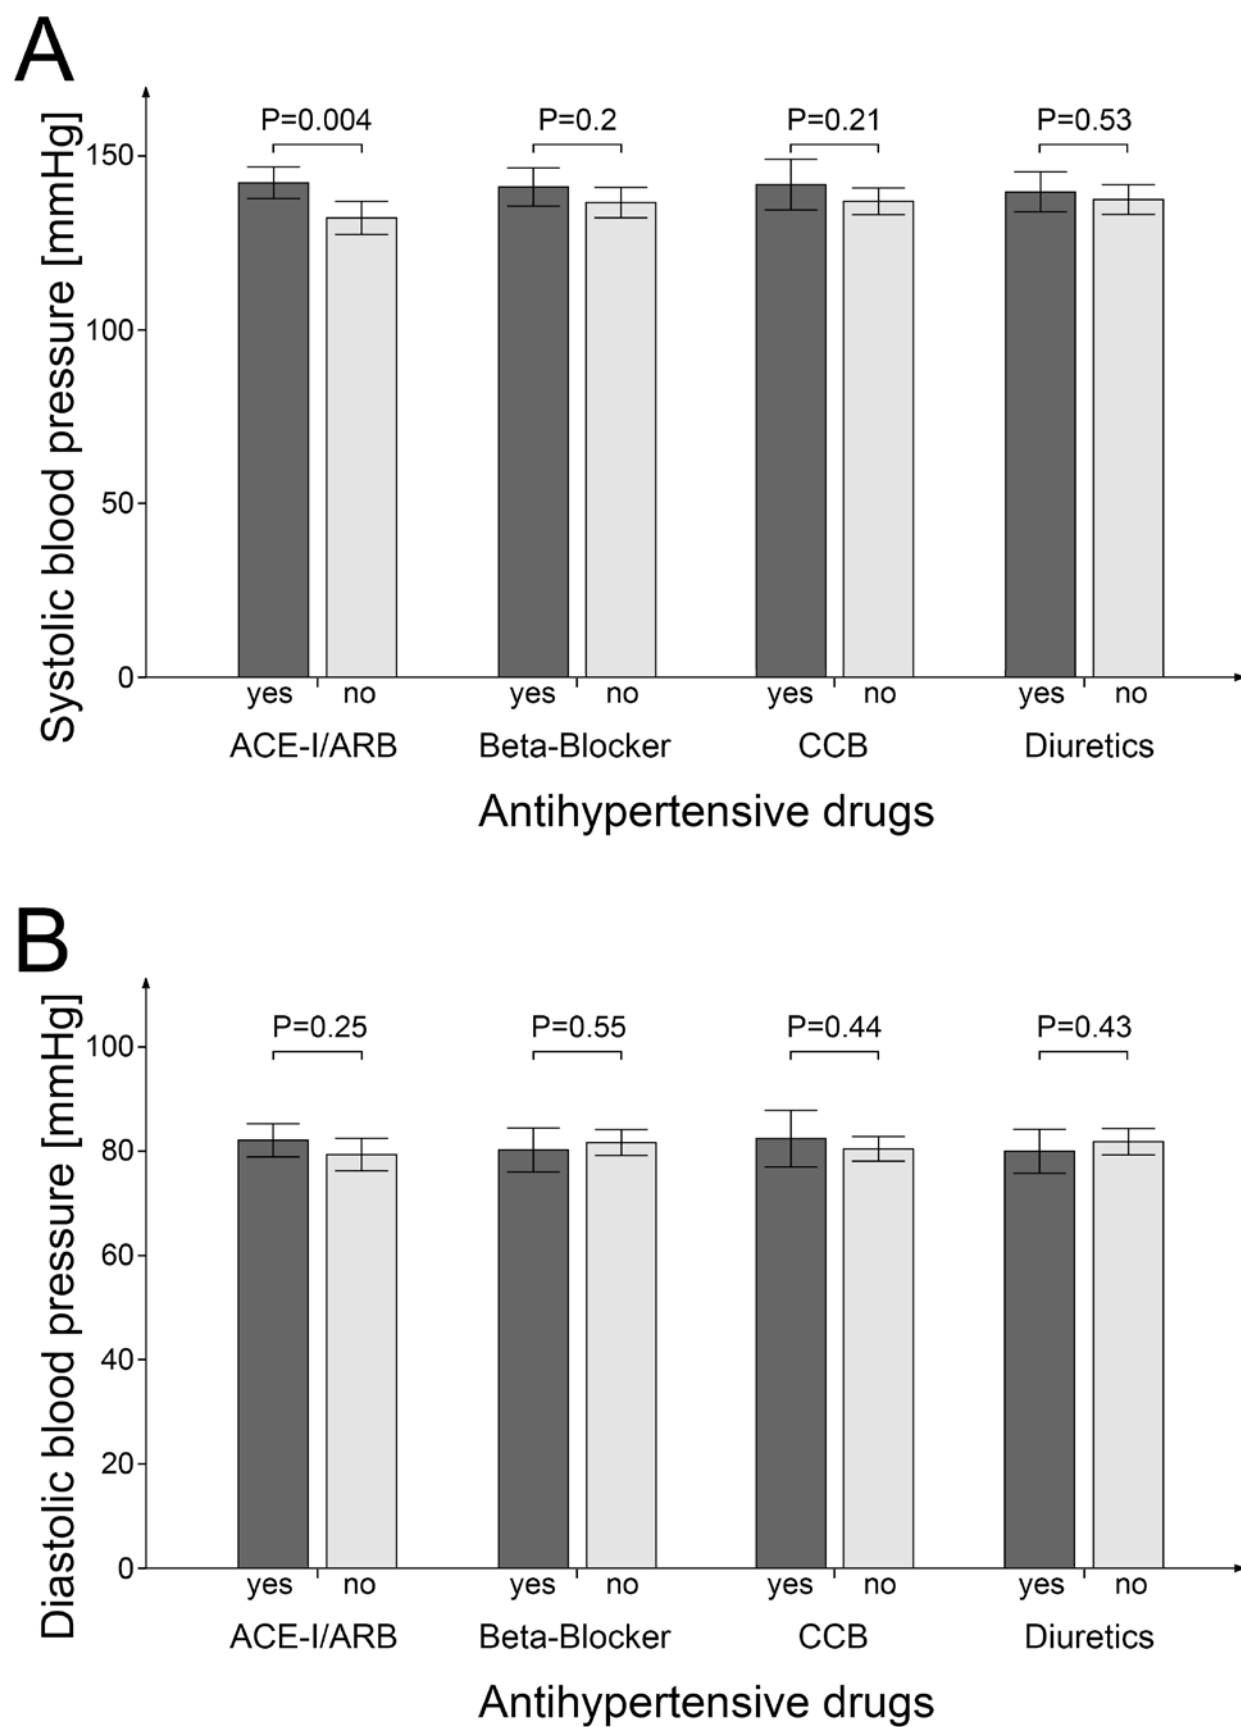 A
P=0.004 P=0.2 P=0.21 P=0.53
Systolic blood pressure [mmHg]
150
100
50
0
yes no yes no yes no yes no
ACE-I/ARB Beta-Blocker CCB Diuretics
Antihypertensive drugs
B
P=0.25 P=0.55 P=0.44 P=0.43
Diastolic blood pressure [mmHg]
100
80
60
40
20
0
yes no yes no yes no yes no
ACE-I/ARB Beta-Blocker CCB Diuretics
Antihypertensive drugs